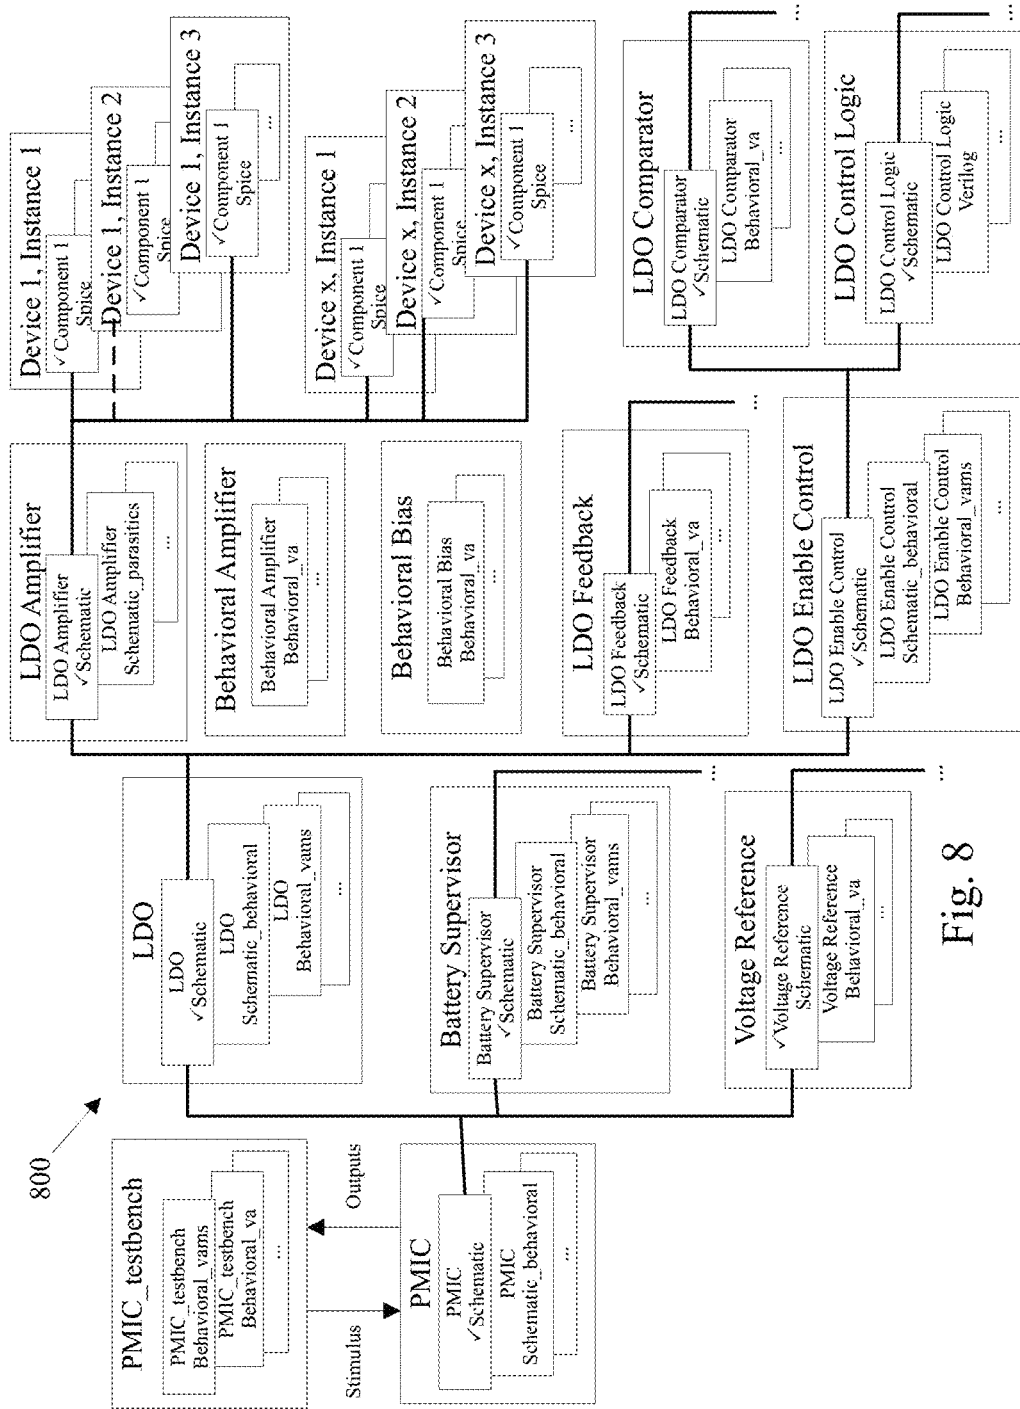 800
PMIC_testbench
PMIC_testbench
Behavioral_vams
PMIC_testbench
Behavioral_va
...
Stimulus
Outputs
PMIC
PMIC
✓Schematic
PMIC
Schematic_behavioral
...
LDO
LDO
✓Schematic
LDO
Schematic_behavioral
LDO
Behavioral_vams
...
Battery Supervisor
Battery Supervisor
✓Schematic
Battery Supervisor
Schematic_behavioral
Battery Supervisor
Behavioral_vams
...
...
Voltage Reference
✓Voltage Reference
Schematic
Voltage Reference
Behavioral_va
...
...
LDO Amplifier
LDO Amplifier
✓Schematic
LDO Amplifier
Schematic_parasitics
...
Behavioral Amplifier
Behavioral Amplifier
Behavioral_va
...
Behavioral Bias
Behavioral Bias
Behavioral_va
...
LDO Feedback
LDO Feedback
✓Schematic
LDO Feedback
Behavioral_va
...
...
LDO Enable Control
LDO Enable Control
✓Schematic
LDO Enable Control
Schematic_behavioral
LDO Enable Control
Behavioral_vams
...
Device 1, Instance 1
✓Component 1
Spice
Device 1, Instance 2
✓Component 1
Spice
Device 1, Instance 3
✓Component 1
Spice
...
Device x, Instance 1
✓Component 1
Spice
Device x, Instance 2
✓Component 1
Spice
Device x, Instance 3
✓Component 1
Spice
...
LDO Comparator
LDO Comparator
✓Schematic
LDO Comparator
Behavioral_va
...
...
LDO Control Logic
LDO Control Logic
✓Schematic
LDO Control Logic
Verilog
...
...
Fig. 8